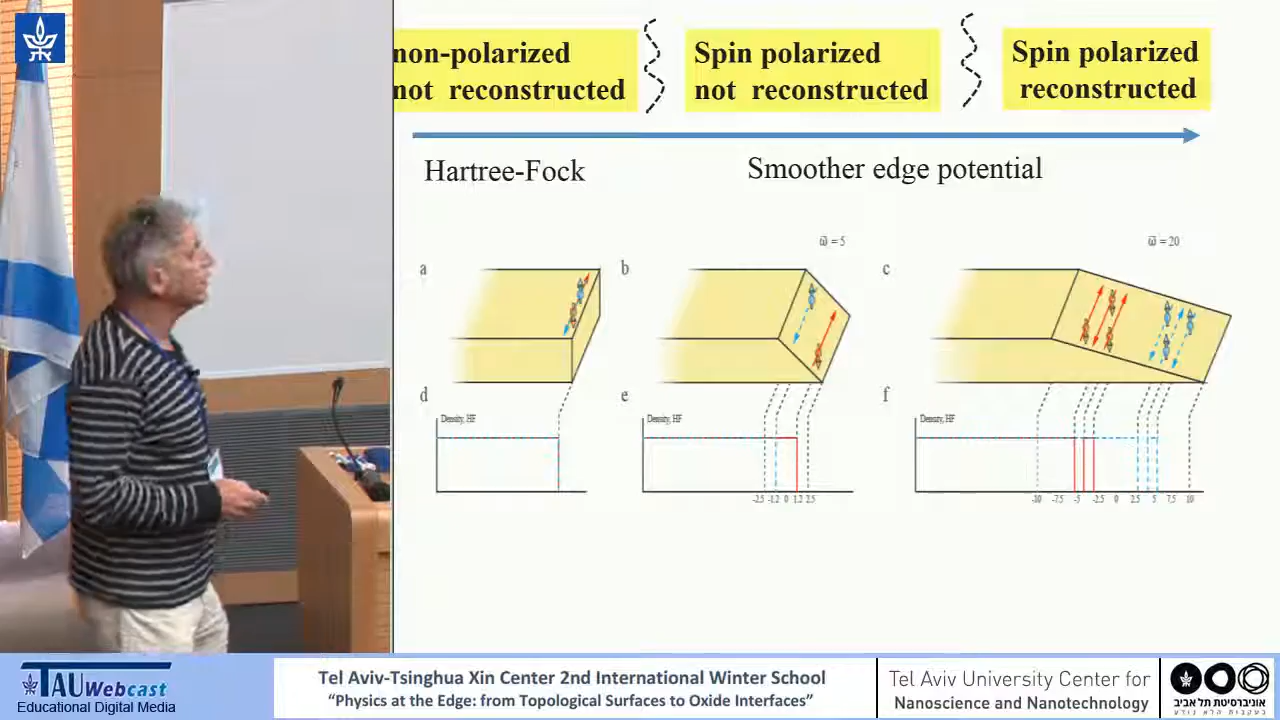 non-polarized
not reconstructed
Spin polarized
not reconstructed
Spin polarized
reconstructed
Hartree-Fock
Smoother edge potential
ω̄ = 5
ω̄ = 20
a
b
c
d
e
f
Density, HF
Density, HF
Density, HF
-2.5 -1.2 0 1.2 2.5
-10 -7.5 -5 -2.5 0 2.5 5 7.5 10
TAU Webcast
Educational Digital Media
Tel Aviv-Tsinghua Xin Center 2nd International Winter School
“Physics at the Edge: from Topological Surfaces to Oxide Interfaces”
Tel Aviv University Center for
Nanoscience and Nanotechnology
אוניברסיטת תל אביב